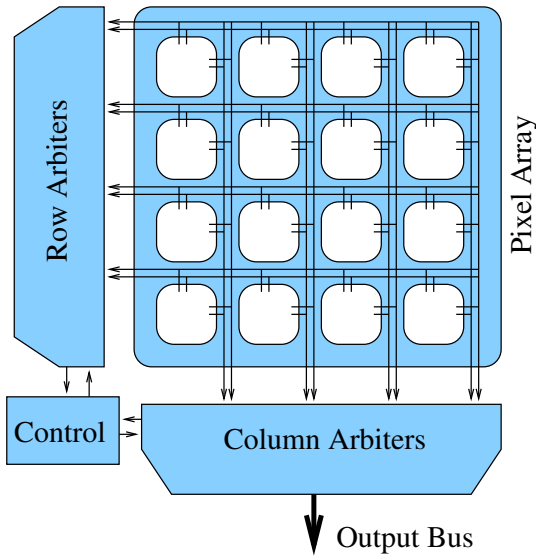 Row Arbiters
Pixel Array
Control
Column Arbiters
Output Bus